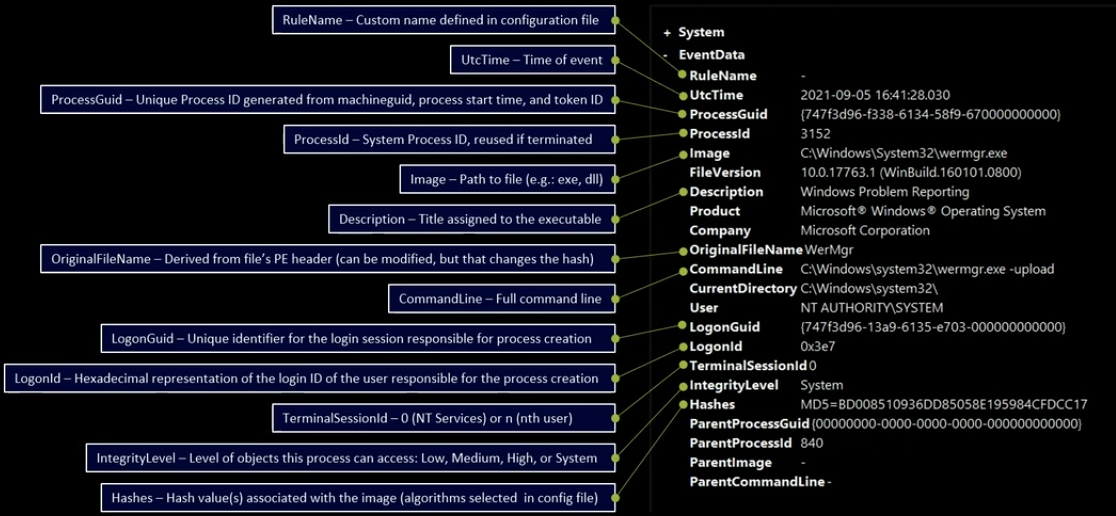 RuleName – Custom name defined in configuration file
UtcTime – Time of event
ProcessGuid – Unique Process ID generated from machineguid, process start time, and token ID
ProcessId – System Process ID, reused if terminated
Image – Path to file (e.g.: exe, dll)
Description – Title assigned to the executable
OriginalFileName – Derived from file's PE header (can be modified, but that changes the hash)
CommandLine – Full command line
LogonGuid – Unique identifier for the login session responsible for process creation
LogonId – Hexadecimal representation of the login ID of the user responsible for the process creation
TerminalSessionId – 0 (NT Services) or n (nth user)
IntegrityLevel – Level of objects this process can access: Low, Medium, High, or System
Hashes – Hash value(s) associated with the image (algorithms selected in config file)
+ System
- EventData
RuleName -
UtcTime 2021-09-05 16:41:28.030
ProcessGuid {747f3d96-f338-6134-58f9-670000000000}
ProcessId 3152
Image C:\Windows\System32\wermgr.exe
FileVersion 10.0.17763.1 (WinBuild.160101.0800)
Description Windows Problem Reporting
Product Microsoft® Windows® Operating System
Company Microsoft Corporation
OriginalFileName WerMgr
CommandLine C:\Windows\system32\wermgr.exe -upload
CurrentDirectory C:\Windows\system32\
User NT AUTHORITY\SYSTEM
LogonGuid {747f3d96-13a9-6135-e703-000000000000}
LogonId 0x3e7
TerminalSessionId 0
IntegrityLevel System
Hashes MD5=BD008510936DD85058E195984CFDCC17
ParentProcessGuid {00000000-0000-0000-0000-000000000000}
ParentProcessId 840
ParentImage -
ParentCommandLine -